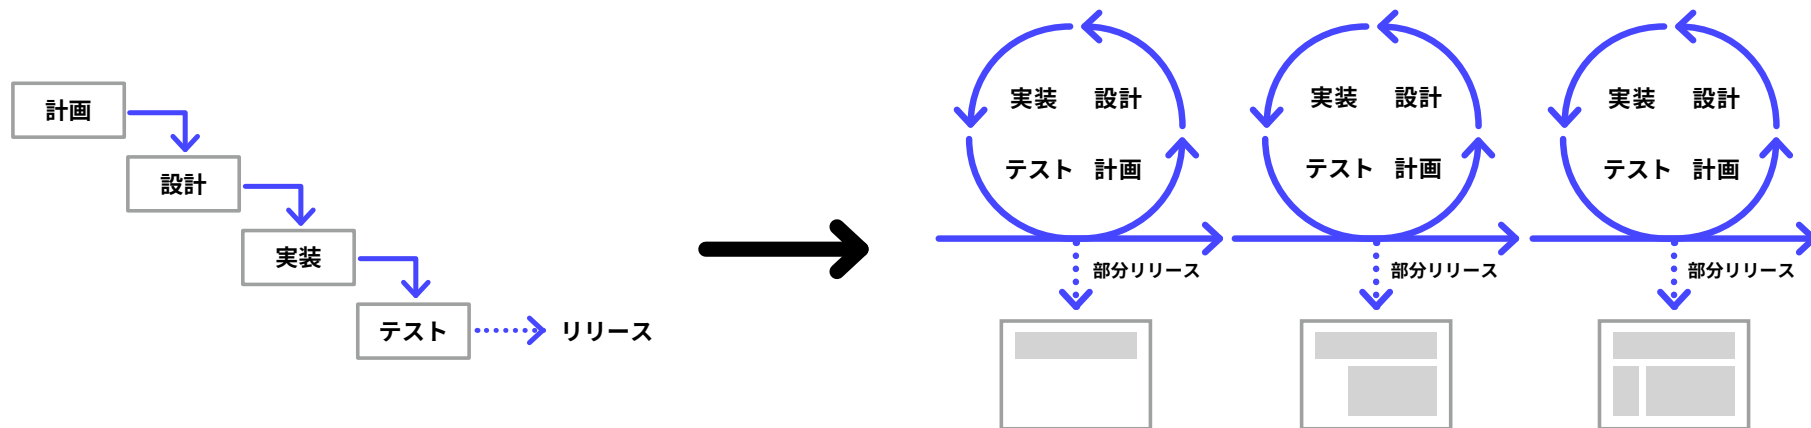 計画
設計
実装
テスト
リリース
実装 設計
テスト 計画
部分リリース
実装 設計
テスト 計画
部分リリース
実装 設計
テスト 計画
部分リリース